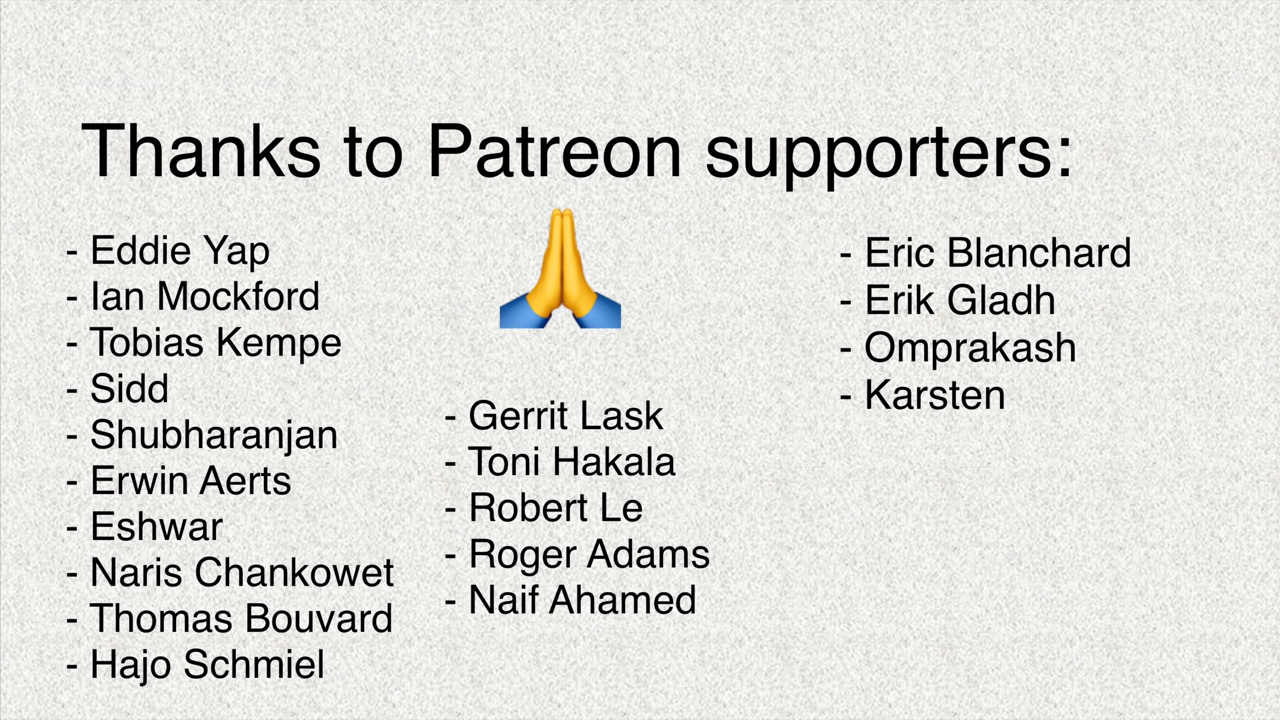 Thanks to Patreon supporters:
- Eddie Yap
- Ian Mockford
- Tobias Kempe
- Sidd
- Shubharanjan
- Erwin Aerts
- Eshwar
- Naris Chankowet
- Thomas Bouvard
- Hajo Schmiel
- Gerrit Lask
- Toni Hakala
- Robert Le
- Roger Adams
- Naif Ahamed
- Eric Blanchard
- Erik Gladh
- Omprakash
- Karsten